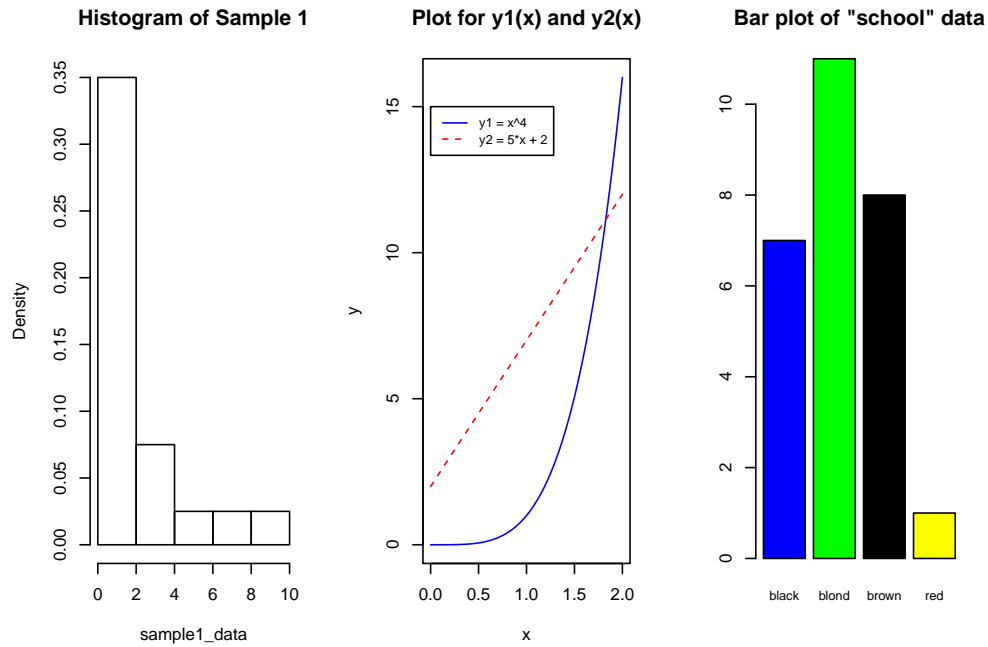 Histogram of Sample 1
Density
0.35
0.30
0.25
0.20
0.15
0.10
0.05
0.00
0 2 4 6 8 10
sample1_data
Plot for y1(x) and y2(x)
y
15
10
5
0
y1 = x^4
y2 = 5*x + 2
0.0 0.5 1.0 1.5 2.0
x
Bar plot of "school" data
10
8
6
4
2
0
black blond brown red